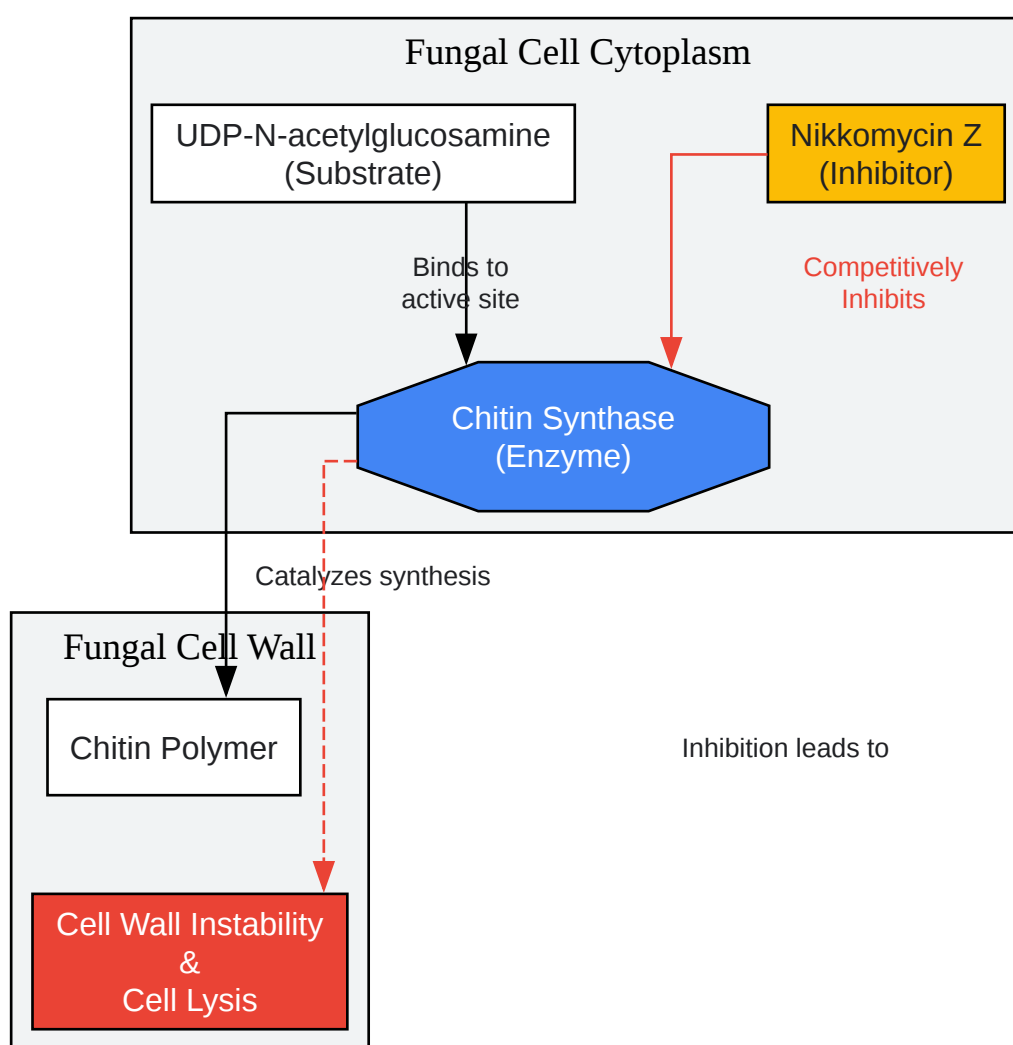 Fungal Cell Cytoplasm
UDP-N-acetylglucosamine
(Substrate)
Nikkomycin Z
(Inhibitor)
Binds to
active site
Competitively
Inhibits
Chitin Synthase
(Enzyme)
Catalyzes synthesis
Fungal Cell Wall
Chitin Polymer
Inhibition leads to
Cell Wall Instability
&
Cell Lysis